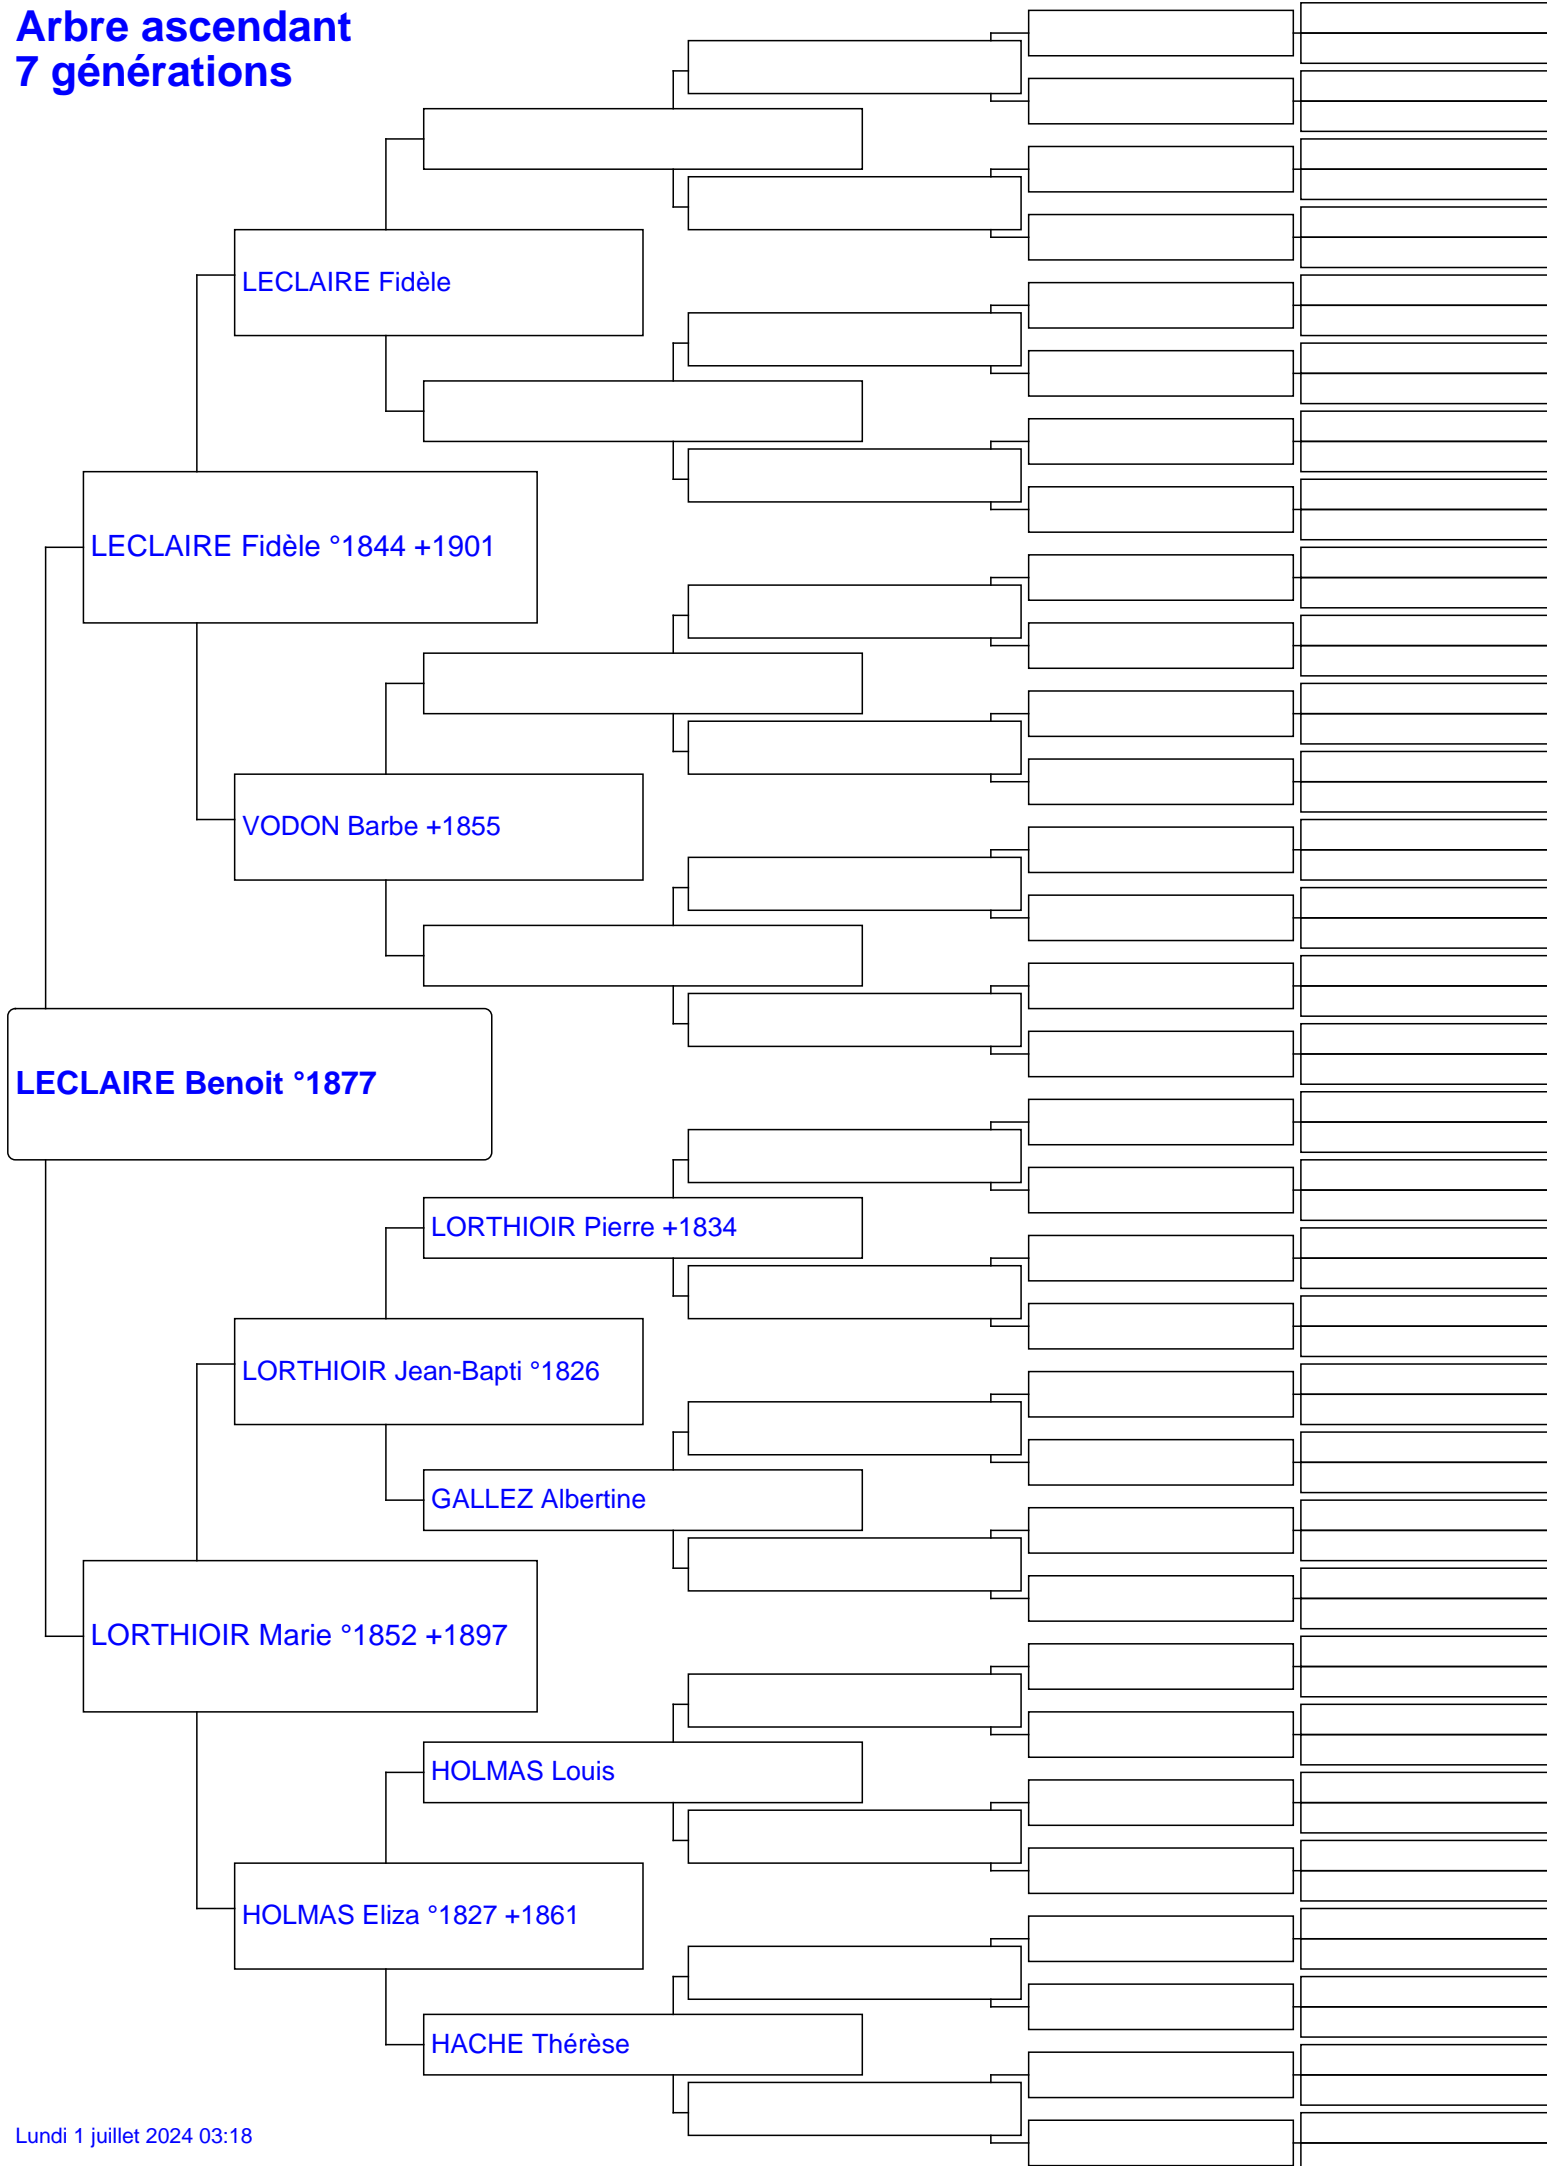 Arbre ascendant
7 générations
LECLAIRE Fidèle
LECLAIRE Fidèle °1844 +1901
VODON Barbe +1855
LECLAIRE Benoit °1877
LORTHIOIR Pierre +1834
LORTHIOIR Jean-Bapti °1826
GALLEZ Albertine
LORTHIOIR Marie °1852 +1897
HOLMAS Louis
HOLMAS Eliza °1827 +1861
HACHE Thérèse
Lundi 1 juillet 2024 03:18